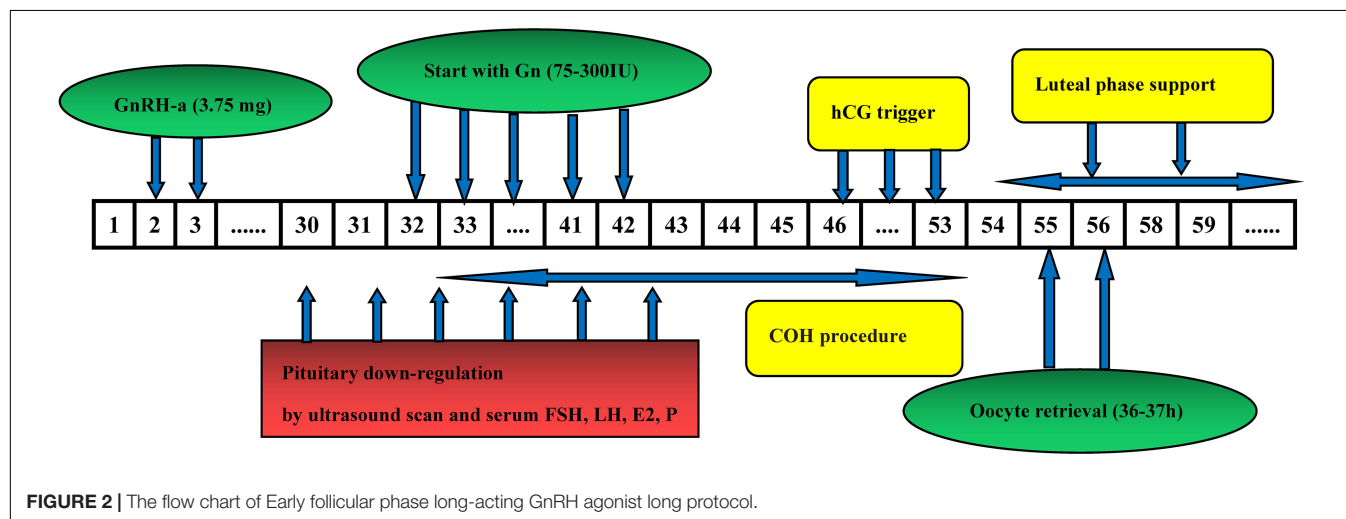 Start with Gn (75-300IU)
GnRH-a (3.75 mg)
Luteal phase support
hCG trigger
1 2 3 ...... 30 31 32 33 .... 41 42 43 44 45 46 .... 53 54 55 56 58 59 ......
COH procedure
Pituitary down-regulation
by ultrasound scan and serum FSH, LH, E2, P
Oocyte retrieval (36-37h)
FIGURE 2 | The flow chart of Early follicular phase long-acting GnRH agonist long protocol.